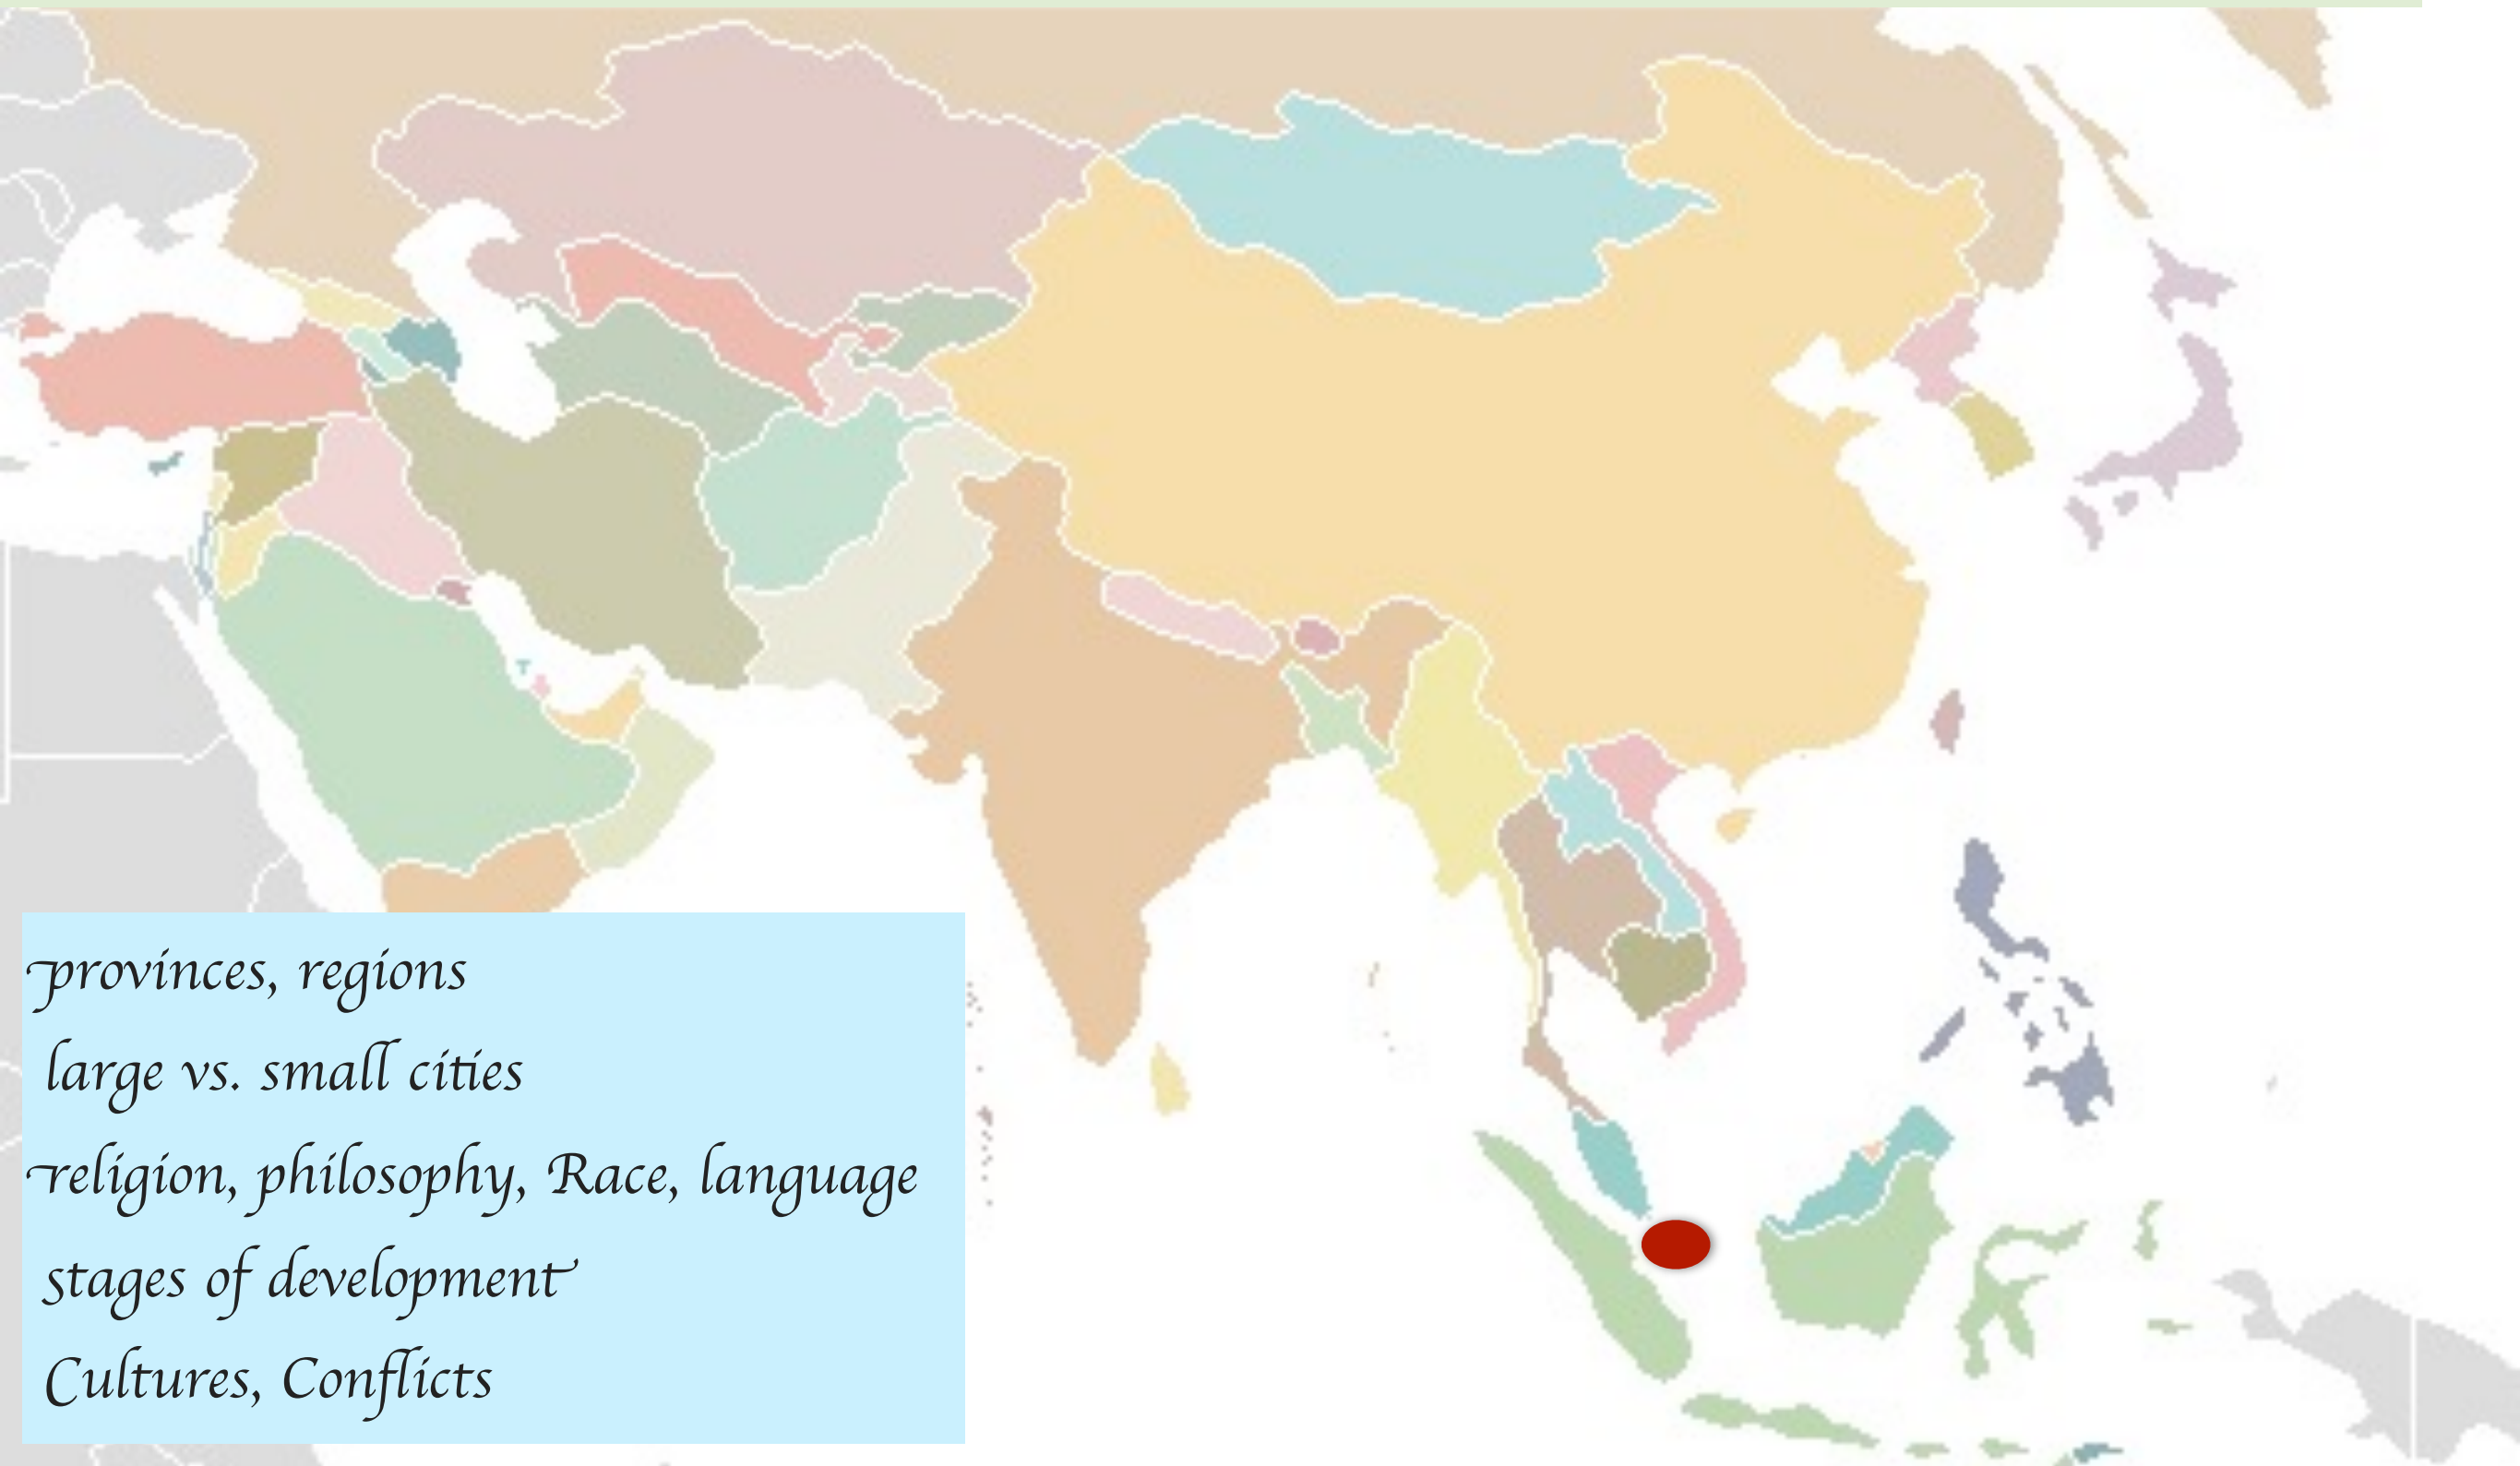 provinces, regions
large vs. small cities
religion, philosophy, Race, language
stages of development
Cultures, Conflicts